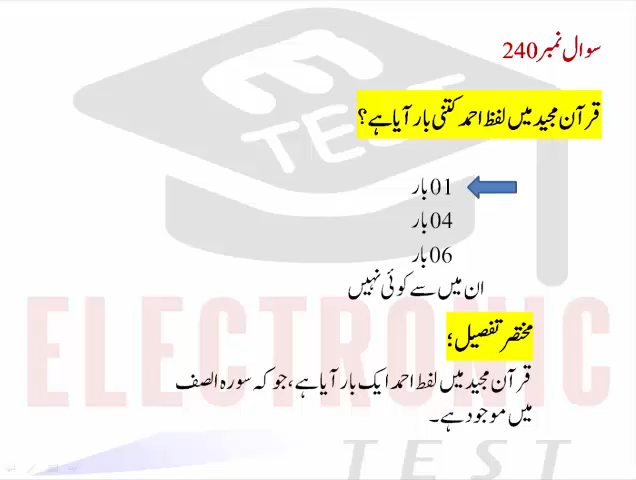 سوال نمبر 240
قرآن مجید میں لفظ احمد کتنی بار آیا ہے؟
E
TEST
01 بار
04 بار
06 بار
ان میں سے کوئی نہیں
ELECTRONIC
مختصر تفصیل؛
قرآن مجید میں لفظ احمد ایک بار آیا ہے، جو کہ سورہ الصف
میں موجود ہے۔
TEST